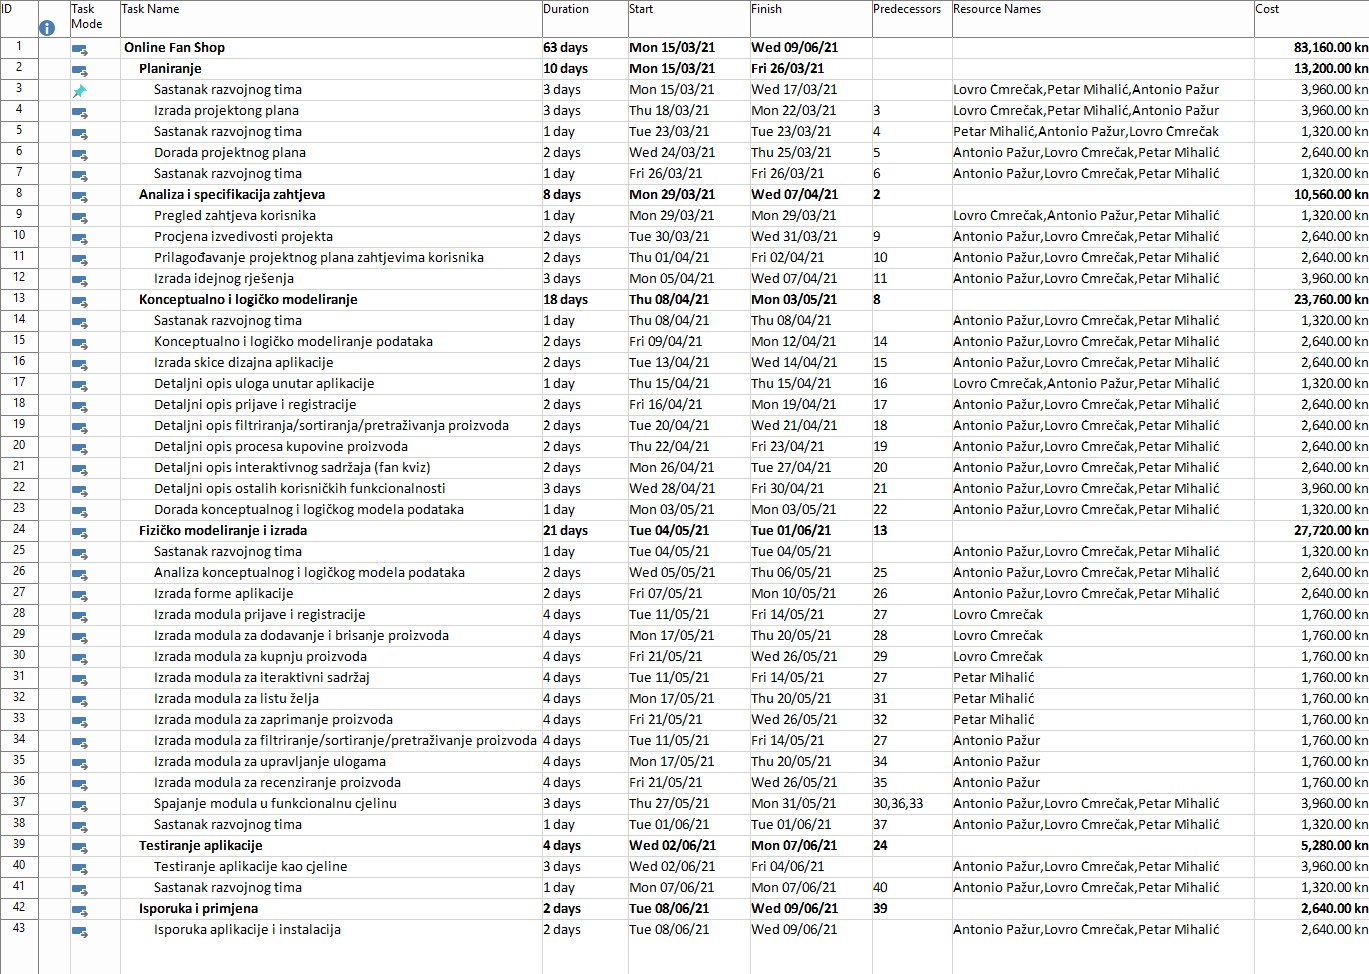 ID Task Mode Task Name Duration Start Finish Predecessors Resource Names Cost
1 Online Fan Shop 63 days Mon 15/03/21 Wed 09/06/21 83,160.00 kn
2 Planiranje 10 days Mon 15/03/21 Fri 26/03/21 13,200.00 kn
3 Sastanak razvojnog tima 3 days Mon 15/03/21 Wed 17/03/21 Lovro Cmrečak,Petar Mihalić,Antonio Pažur 3,960.00 kn
4 Izrada projektong plana 3 days Thu 18/03/21 Mon 22/03/21 3 Lovro Cmrečak,Petar Mihalić,Antonio Pažur 3,960.00 kn
5 Sastanak razvojnog tima 1 day Tue 23/03/21 Tue 23/03/21 4 Petar Mihalić,Antonio Pažur,Lovro Cmrečak 1,320.00 kn
6 Dorada projektnog plana 2 days Wed 24/03/21 Thu 25/03/21 5 Antonio Pažur,Lovro Cmrečak,Petar Mihalić 2,640.00 kn
7 Sastanak razvojnog tima 1 day Fri 26/03/21 Fri 26/03/21 6 Antonio Pažur,Lovro Cmrečak,Petar Mihalić 1,320.00 kn
8 Analiza i specifikacija zahtjeva 8 days Mon 29/03/21 Wed 07/04/21 2 10,560.00 kn
9 Pregled zahtjeva korisnika 1 day Mon 29/03/21 Mon 29/03/21 Lovro Cmrečak,Antonio Pažur,Petar Mihalić 1,320.00 kn
10 Procjena izvedivosti projekta 2 days Tue 30/03/21 Wed 31/03/21 9 Antonio Pažur,Lovro Cmrečak,Petar Mihalić 2,640.00 kn
11 Prilagođavanje projektnog plana zahtjevima korisnika 2 days Thu 01/04/21 Fri 02/04/21 10 Antonio Pažur,Lovro Cmrečak,Petar Mihalić 2,640.00 kn
12 Izrada idejnog rješenja 3 days Mon 05/04/21 Wed 07/04/21 11 Antonio Pažur,Lovro Cmrečak,Petar Mihalić 3,960.00 kn
13 Konceptualno i logičko modeliranje 18 days Thu 08/04/21 Mon 03/05/21 8 23,760.00 kn
14 Sastanak razvojnog tima 1 day Thu 08/04/21 Thu 08/04/21 Antonio Pažur,Lovro Cmrečak,Petar Mihalić 1,320.00 kn
15 Konceptualno i logičko modeliranje podataka 2 days Fri 09/04/21 Mon 12/04/21 14 Antonio Pažur,Lovro Cmrečak,Petar Mihalić 2,640.00 kn
16 Izrada skice dizajna aplikacije 2 days Tue 13/04/21 Wed 14/04/21 15 Antonio Pažur,Lovro Cmrečak,Petar Mihalić 2,640.00 kn
17 Detaljni opis uloga unutar aplikacije 1 day Thu 15/04/21 Thu 15/04/21 16 Lovro Cmrečak,Antonio Pažur,Petar Mihalić 1,320.00 kn
18 Detaljni opis prijave i registracije 2 days Fri 16/04/21 Mon 19/04/21 17 Antonio Pažur,Lovro Cmrečak,Petar Mihalić 2,640.00 kn
19 Detaljni opis filtriranja/sortiranja/pretraživanja proizvoda 2 days Tue 20/04/21 Wed 21/04/21 18 Antonio Pažur,Lovro Cmrečak,Petar Mihalić 2,640.00 kn
20 Detaljni opis procesa kupovine proizvoda 2 days Thu 22/04/21 Fri 23/04/21 19 Antonio Pažur,Lovro Cmrečak,Petar Mihalić 2,640.00 kn
21 Detaljni opis interaktivnog sadržaja (fan kviz) 2 days Mon 26/04/21 Tue 27/04/21 20 Antonio Pažur,Lovro Cmrečak,Petar Mihalić 2,640.00 kn
22 Detaljni opis ostalih korisničkih funkcionalnosti 3 days Wed 28/04/21 Fri 30/04/21 21 Antonio Pažur,Lovro Cmrečak,Petar Mihalić 3,960.00 kn
23 Dorada konceptualnog i logičkog modela podataka 1 day Mon 03/05/21 Mon 03/05/21 22 Antonio Pažur,Lovro Cmrečak,Petar Mihalić 1,320.00 kn
24 Fizičko modeliranje i izrada 21 days Tue 04/05/21 Tue 01/06/21 13 27,720.00 kn
25 Sastanak razvojnog tima 1 day Tue 04/05/21 Tue 04/05/21 Antonio Pažur,Lovro Cmrečak,Petar Mihalić 1,320.00 kn
26 Analiza konceptualnog i logičkog modela podataka 2 days Wed 05/05/21 Thu 06/05/21 25 Antonio Pažur,Lovro Cmrečak,Petar Mihalić 2,640.00 kn
27 Izrada forme aplikacije 2 days Fri 07/05/21 Mon 10/05/21 26 Antonio Pažur,Lovro Cmrečak,Petar Mihalić 2,640.00 kn
28 Izrada modula prijave i registracije 4 days Tue 11/05/21 Fri 14/05/21 27 Lovro Cmrečak 1,760.00 kn
29 Izrada modula za dodavanje i brisanje proizvoda 4 days Mon 17/05/21 Thu 20/05/21 28 Lovro Cmrečak 1,760.00 kn
30 Izrada modula za kupnju proizvoda 4 days Fri 21/05/21 Wed 26/05/21 29 Lovro Cmrečak 1,760.00 kn
31 Izrada modula za iteraktivni sadržaj 4 days Tue 11/05/21 Fri 14/05/21 27 Petar Mihalić 1,760.00 kn
32 Izrada modula za listu želja 4 days Mon 17/05/21 Thu 20/05/21 31 Petar Mihalić 1,760.00 kn
33 Izrada modula za zaprimanje proizvoda 4 days Fri 21/05/21 Wed 26/05/21 32 Petar Mihalić 1,760.00 kn
34 Izrada modula za filtriranje/sortiranje/pretraživanje proizvoda 4 days Tue 11/05/21 Fri 14/05/21 27 Antonio Pažur 1,760.00 kn
35 Izrada modula za upravljanje ulogama 4 days Mon 17/05/21 Thu 20/05/21 34 Antonio Pažur 1,760.00 kn
36 Izrada modula za recenziranje proizvoda 4 days Fri 21/05/21 Wed 26/05/21 35 Antonio Pažur 1,760.00 kn
37 Spajanje modula u funkcionalnu cjelinu 3 days Thu 27/05/21 Mon 31/05/21 30,36,33 Antonio Pažur,Lovro Cmrečak,Petar Mihalić 3,960.00 kn
38 Sastanak razvojnog tima 1 day Tue 01/06/21 Tue 01/06/21 37 Antonio Pažur,Lovro Cmrečak,Petar Mihalić 1,320.00 kn
39 Testiranje aplikacije 4 days Wed 02/06/21 Mon 07/06/21 24 5,280.00 kn
40 Testiranje aplikacije kao cjeline 3 days Wed 02/06/21 Fri 04/06/21 Antonio Pažur,Lovro Cmrečak,Petar Mihalić 3,960.00 kn
41 Sastanak razvojnog tima 1 day Mon 07/06/21 Mon 07/06/21 40 Antonio Pažur,Lovro Cmrečak,Petar Mihalić 1,320.00 kn
42 Isporuka i primjena 2 days Tue 08/06/21 Wed 09/06/21 39 2,640.00 kn
43 Isporuka aplikacije i instalacija 2 days Tue 08/06/21 Wed 09/06/21 Antonio Pažur,Lovro Cmrečak,Petar Mihalić 2,640.00 kn